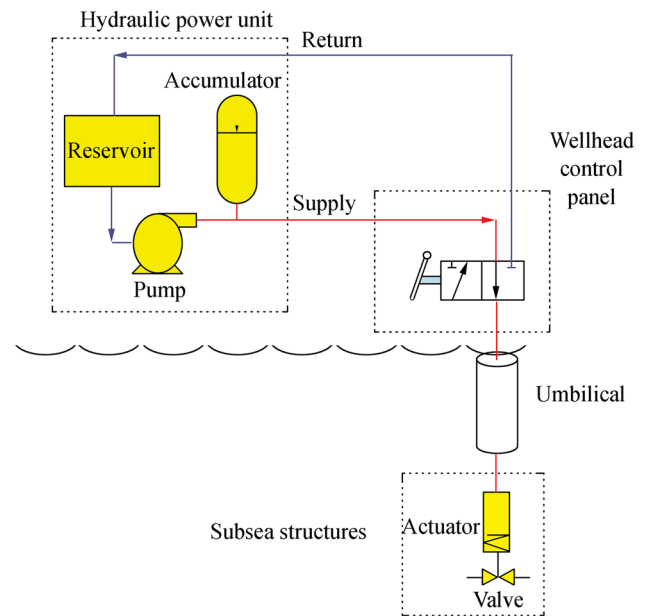 Hydraulic power unit
Return
Accumulator
Reservoir
Wellhead
control
panel
Supply
Pump
Umbilical
Subsea structures
Actuator
Valve